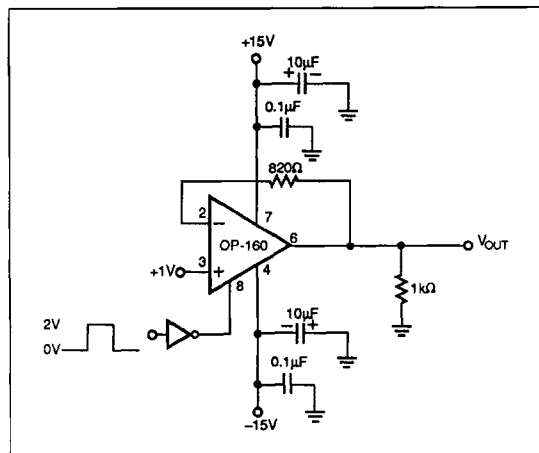 +15V
10µF
+ −
0.1µF
820Ω
2
−
7
OP-160
6
VOUT
3
+
+1V
8
4
1kΩ
2V
0V
10µF
− +
0.1µF
−15V